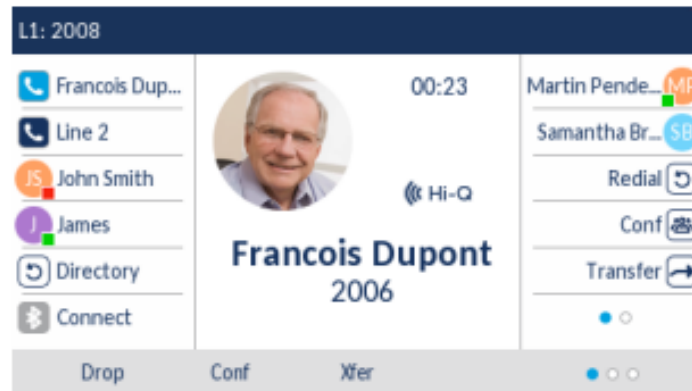 L1: 2008
Francois Dup...
Line 2
JS John Smith
J James
Directory
Connect
00:23
Hi-Q
Francois Dupont
2006
Martin Pende... MP
Samantha Br... SB
Redial
Conf
Transfer
Drop Conf Xfer